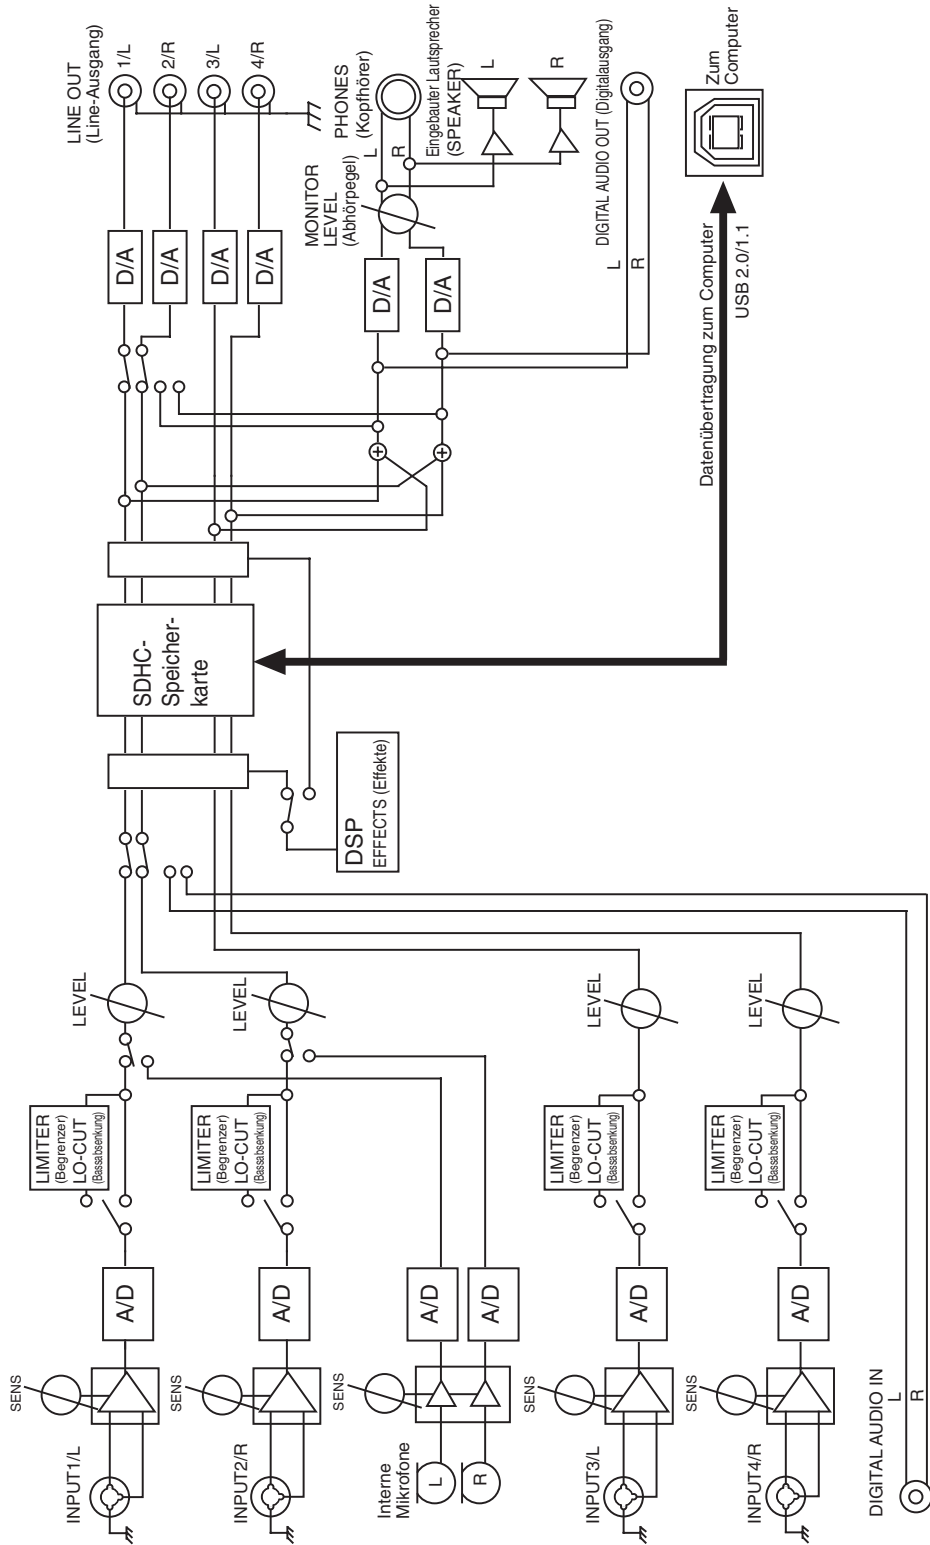 INPUT1/L
SENS
A/D
LIMITER
(Begrenzer)
LO-CUT
(Bassabsenkung)
LEVEL
INPUT2/R
SENS
A/D
LIMITER
(Begrenzer)
LO-CUT
(Bassabsenkung)
LEVEL
Interne
Mikrofone
L
R
SENS
A/D
A/D
INPUT3/L
SENS
A/D
LIMITER
(Begrenzer)
LO-CUT
(Bassabsenkung)
LEVEL
INPUT4/R
SENS
A/D
LIMITER
(Begrenzer)
LO-CUT
(Bassabsenkung)
LEVEL
DIGITAL AUDIO IN
L
R
DSP
EFFECTS (Effekte)
SDHC-
Speicher-
karte
D/A
D/A
D/A
D/A
LINE OUT
(Line-Ausgang)
1/L
2/R
3/L
4/R
D/A
D/A
MONITOR
LEVEL
(Abhörpegel)
L
R
PHONES
(Kopfhörer)
Eingebauter Lautsprecher
(SPEAKER)
L
R
DIGITAL AUDIO OUT (Digitalausgang)
L
R
Datenübertragung zum Computer
USB 2.0/1.1
Zum
Computer